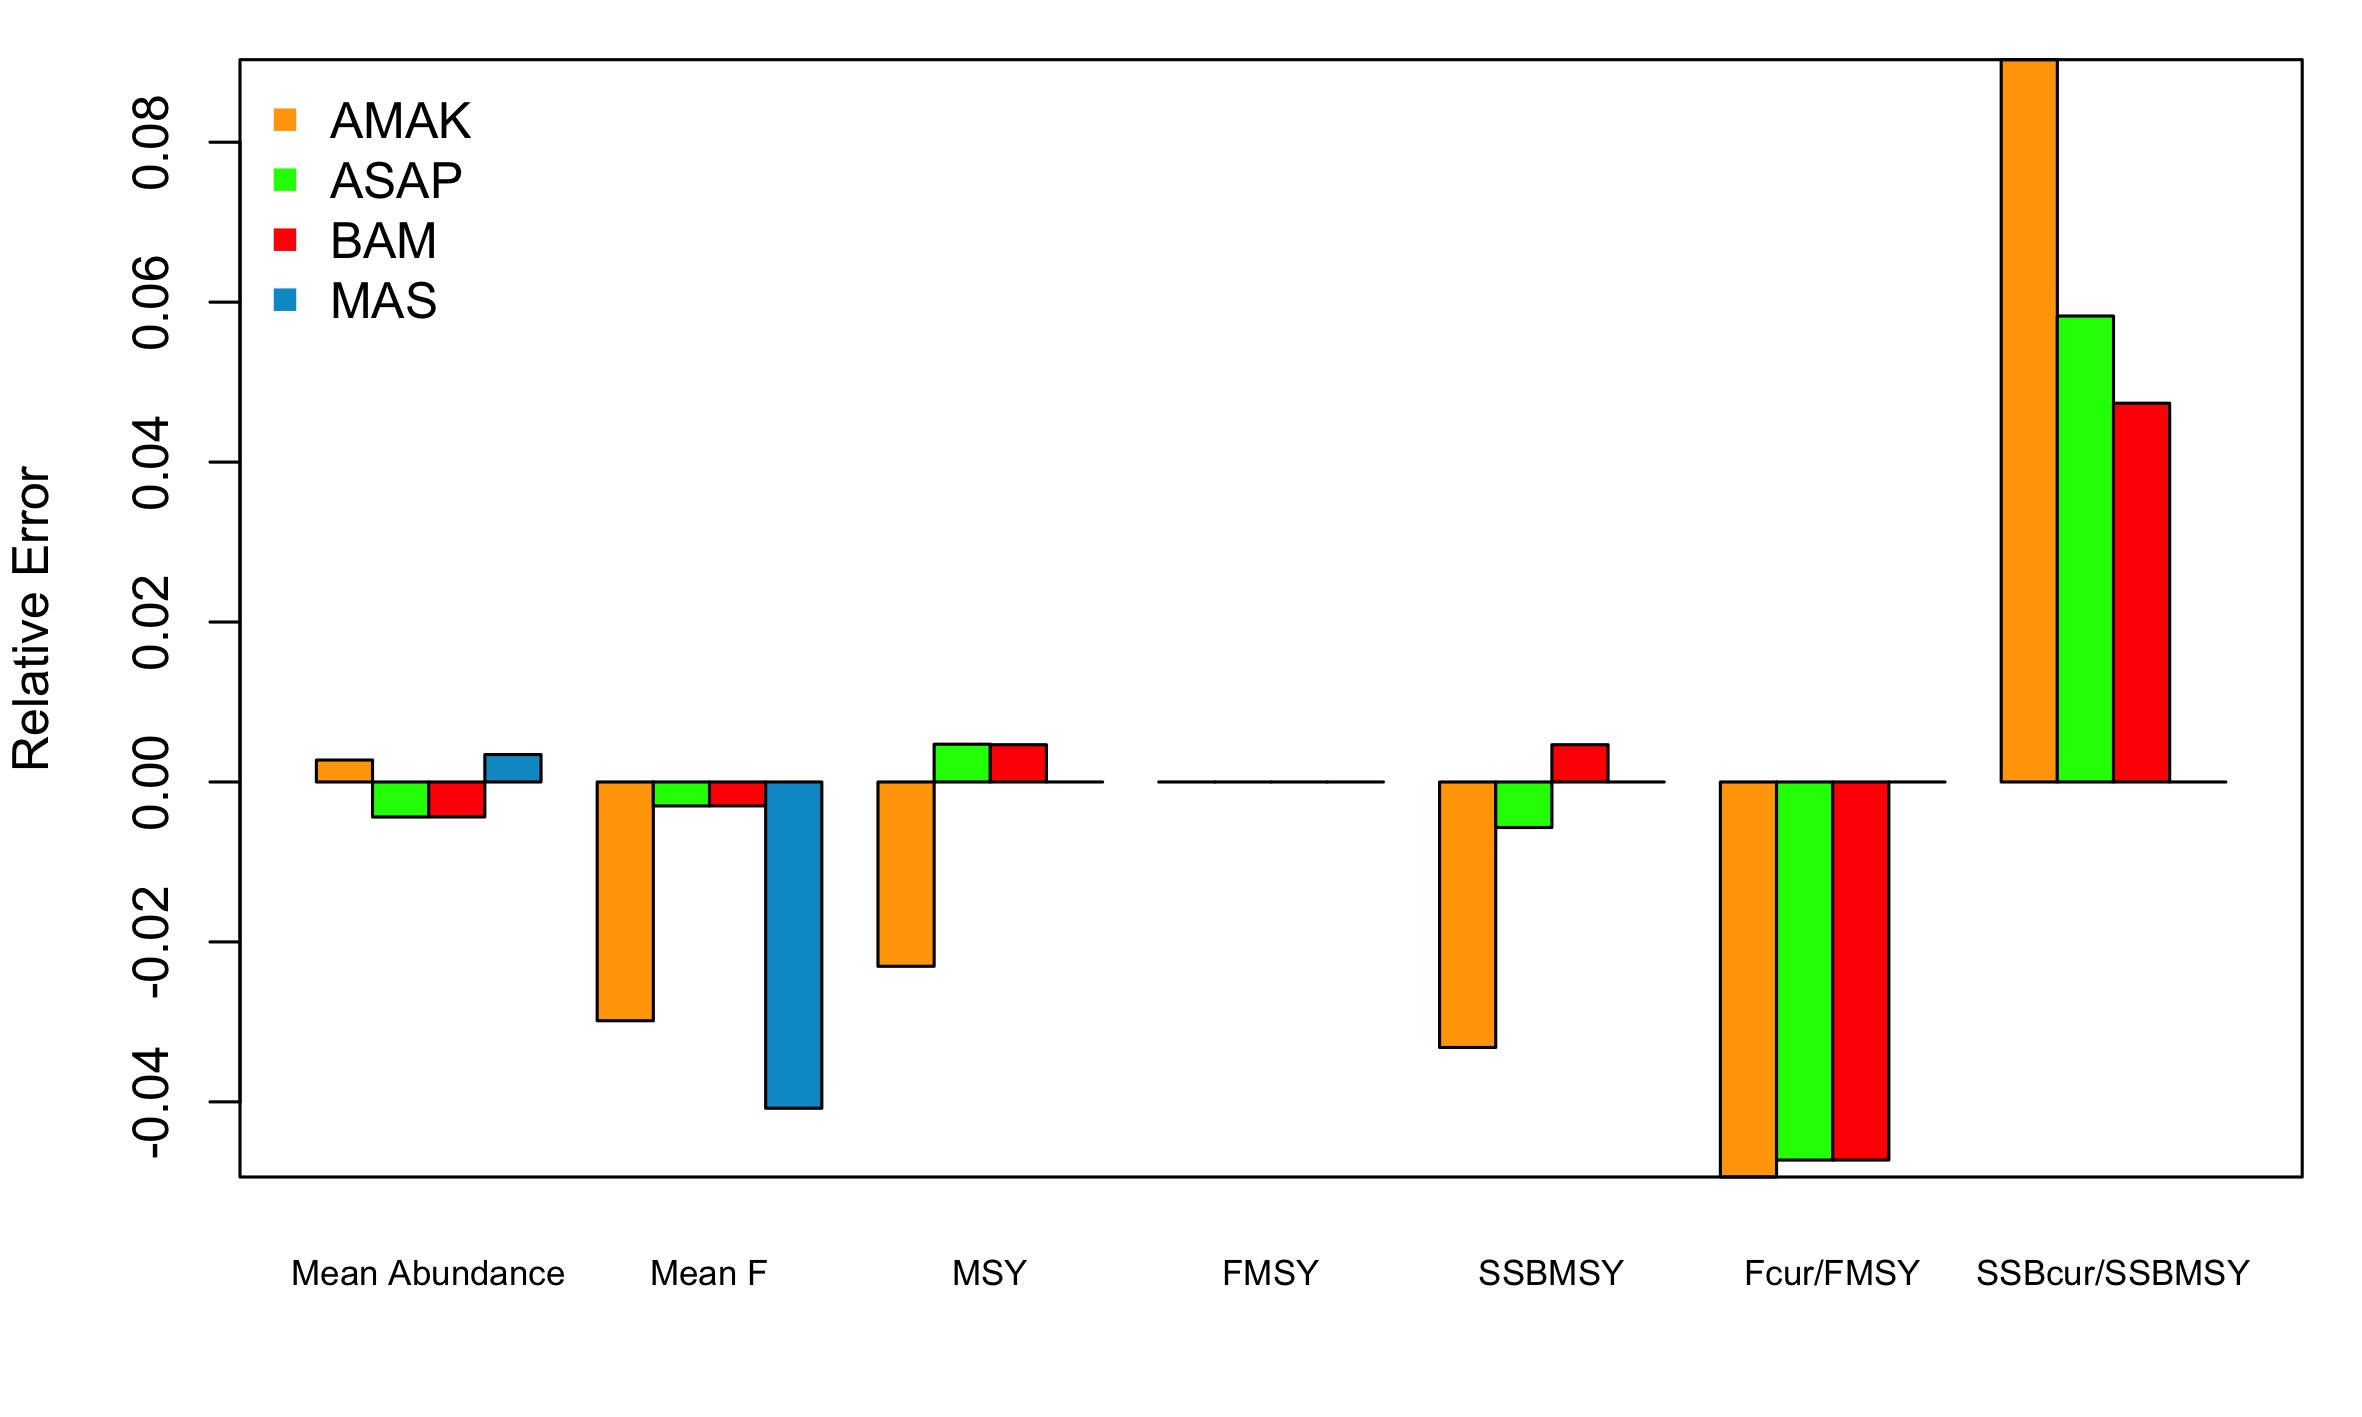 AMAK
ASAP
BAM
MAS
Relative Error
0.08
0.06
0.04
0.02
0.00
-0.02
-0.04
Mean Abundance Mean F MSY FMSY SSBMSY Fcur/FMSY SSBcur/SSBMSY